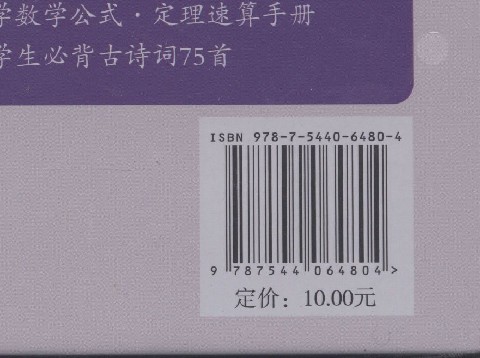 学数学公式·定理速算手册
学生必背古诗词75首
ISBN 978-7-5440-6480-4
9 787544 064804 >
定价：10.00元